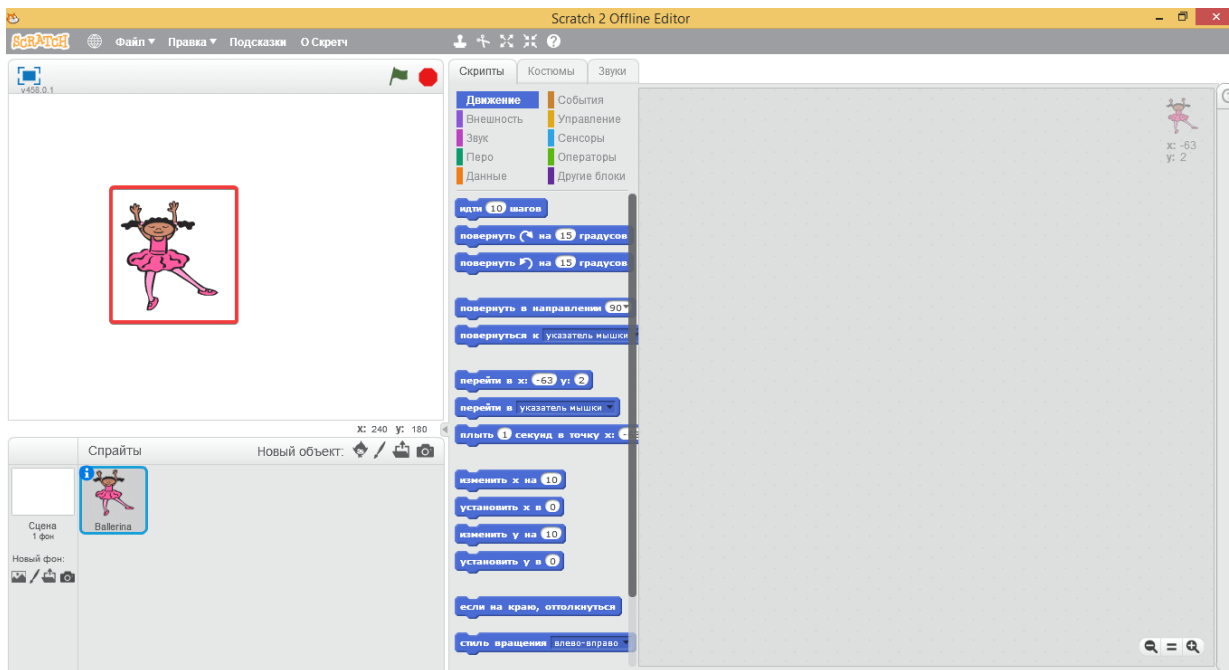 Scratch 2 Offline Editor
SCRATCH Файл Правка Подсказки О Скретч
v458.0.1
x: 240 y: 180
Спрайты Новый объект:
Ballerina
Сцена
1 фон
Новый фон:
Скрипты Костюмы Звуки
Движение События
Внешность Управление
Звук Сенсоры
Перо Операторы
Данные Другие блоки
идти 10 шагов
повернуть на 15 градусов
повернуть на 15 градусов
повернуть в направлении 90
повернуться к указатель мышки
перейти в x: -63 y: 2
перейти в указатель мышки
плыть 1 секунд в точку x:
изменить x на 10
установить x в 0
изменить y на 10
установить y в 0
если на краю, оттолкнуться
стиль вращения влево-вправо
x: -63
y: 2